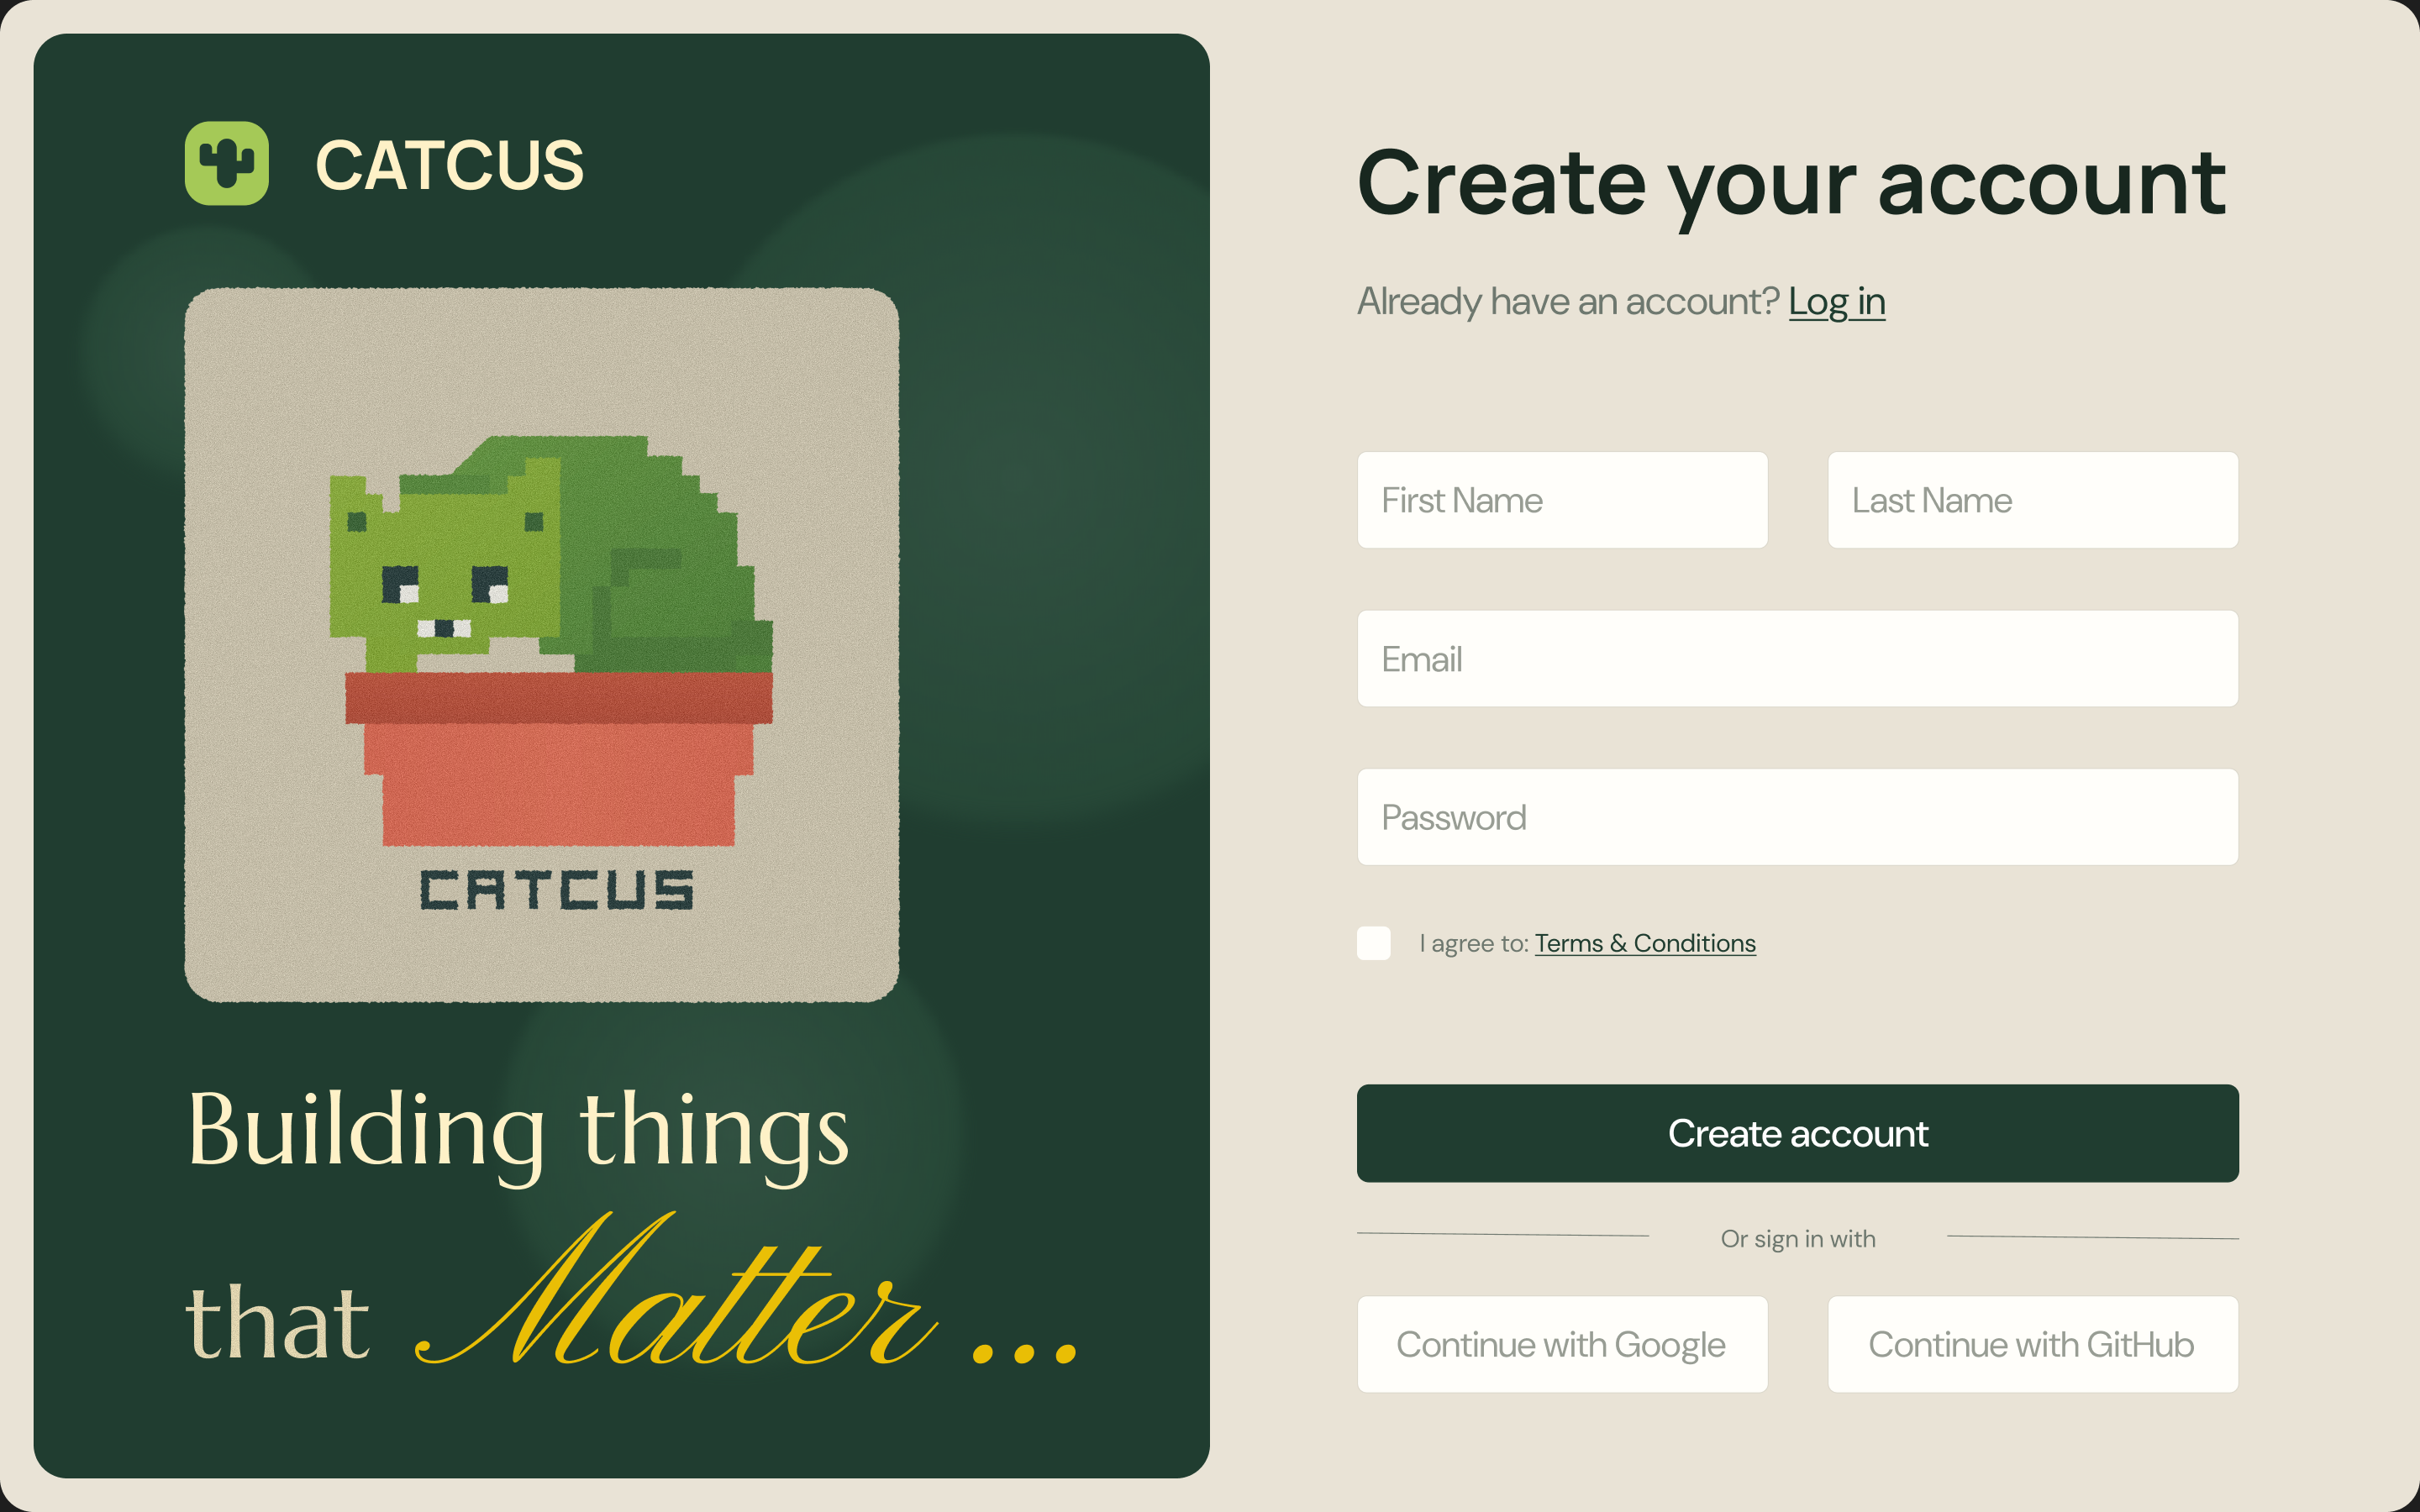 CATCUS
CATCUS
Building things
that Matter ...
Create your account
Already have an account? Log in
First Name
Last Name
Email
Password
I agree to: Terms & Conditions
Create account
Or sign in with
Continue with Google
Continue with GitHub